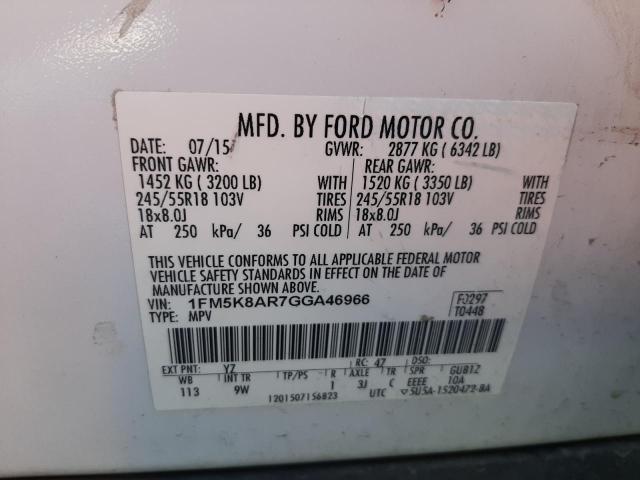 MFD. BY FORD MOTOR CO.
DATE: 07/15 GVWR: 2877 KG ( 6342 LB)
FRONT GAWR: REAR GAWR:
1452 KG ( 3200 LB) WITH 1520 KG ( 3350 LB) WITH
245/55R18 103V TIRES 245/55R18 103V TIRES
18x8.0J RIMS 18x8.0J RIMS
AT 250 kPa/ 36 PSI COLD AT 250 kPa/ 36 PSI COLD
THIS VEHICLE CONFORMS TO ALL APPLICABLE FEDERAL MOTOR
VEHICLE SAFETY STANDARDS IN EFFECT ON THE DATE OF
MANUFACTURE SHOWN ABOVE.
VIN: 1FM5K8AR7GGA46966 F0297
TYPE: MPV T0448
EXT PNT: YZ RC: 47 DSO:
WB INT TR TP/PS R AXLE TR SPR GU812
113 9W 1 3J C EEEE 10A
1201507156823 UTC ▽5U5A-1520472-BA